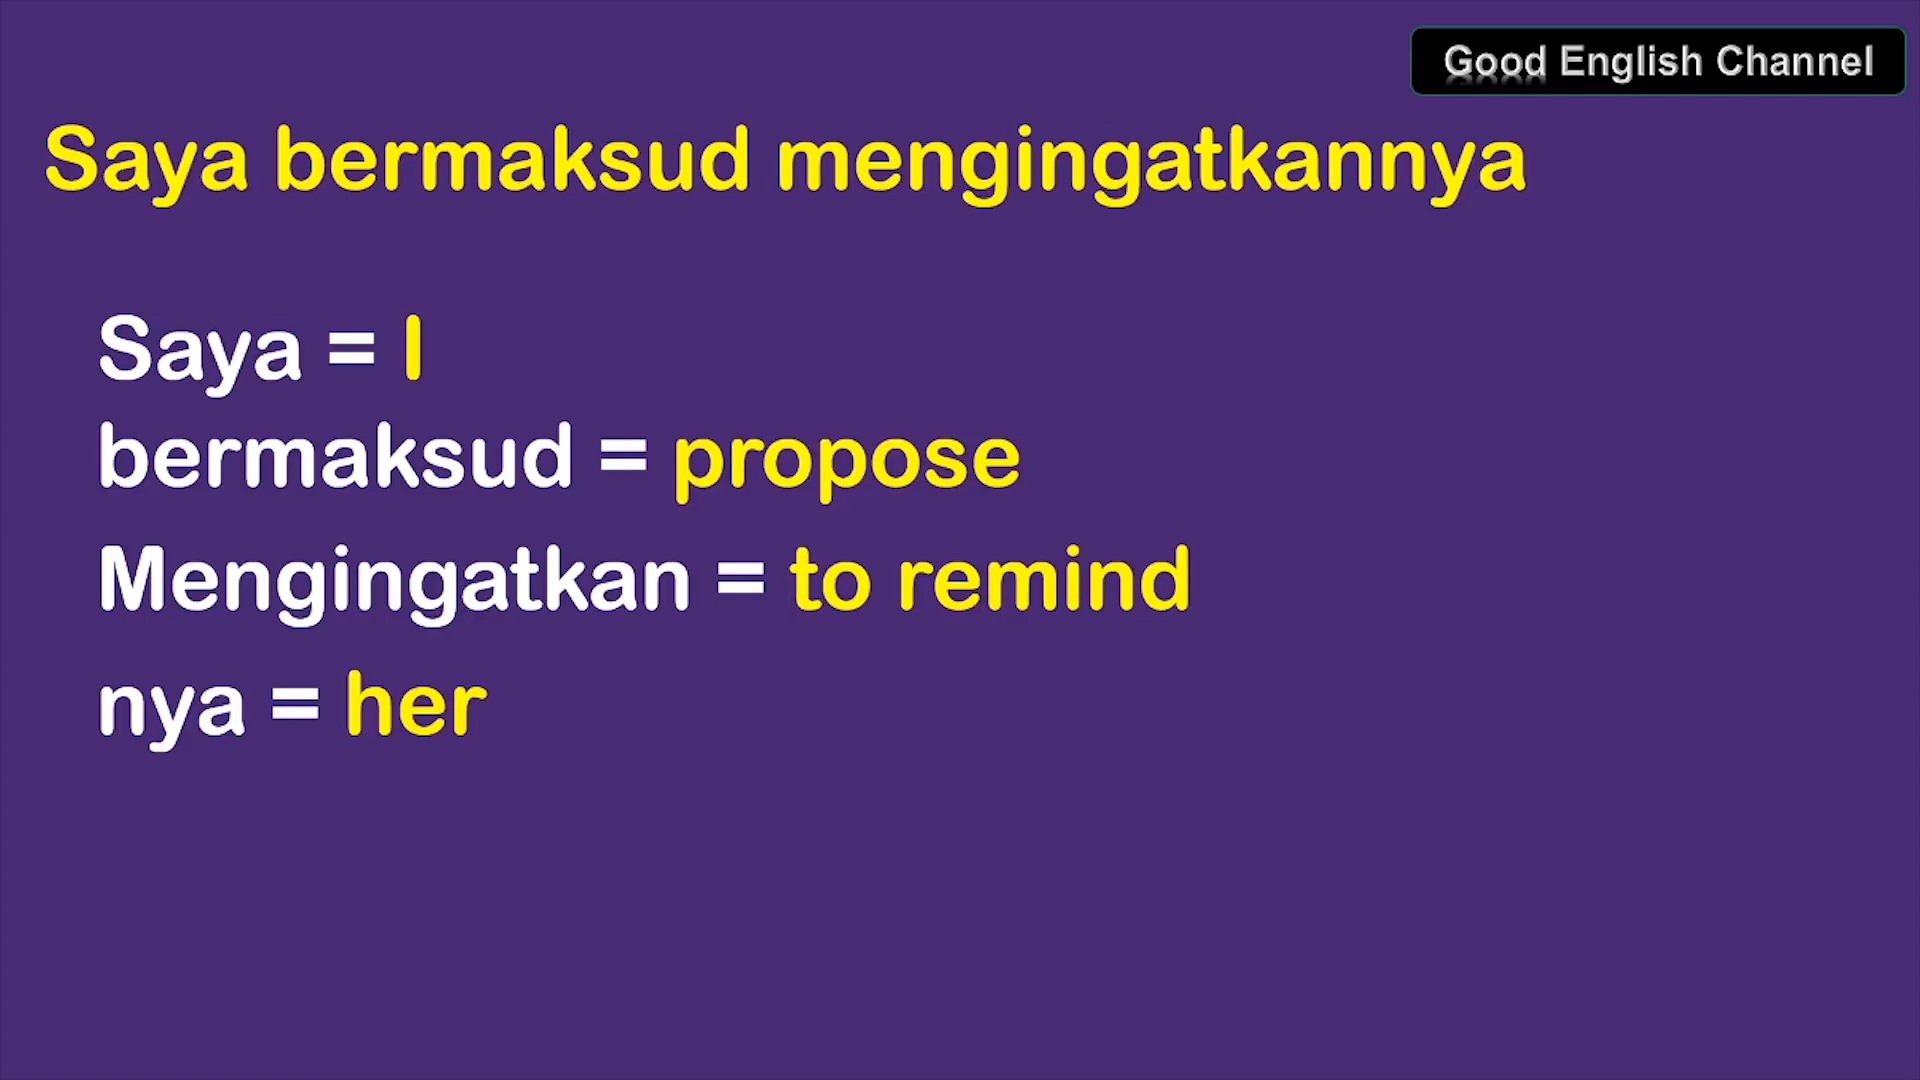 Good English Channel
Saya bermaksud mengingatkannya
Saya = I
bermaksud = propose
Mengingatkan = to remind
nya = her